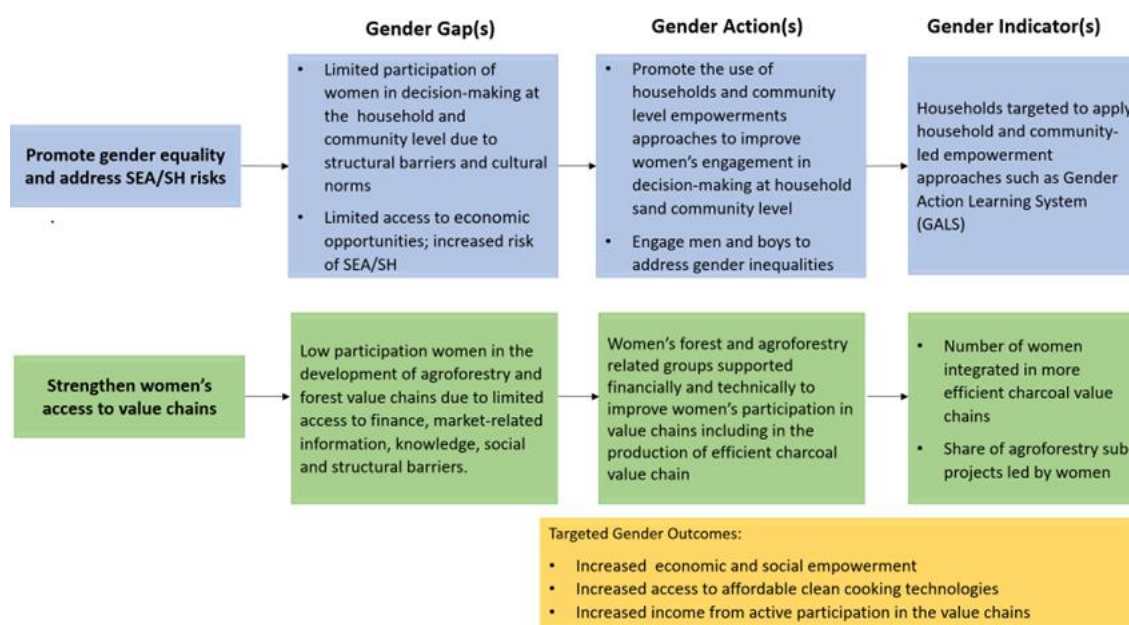 Gender Gap(s)
Gender Action(s)
Gender Indicator(s)
Promote gender equality
and address SEA/SH risks
• Limited participation of
women in decision-making at
the household and
community level due to
structural barriers and cultural
norms
• Limited access to economic
opportunities; increased risk
of SEA/SH
• Promote the use of
households and community
level empowerments
approaches to improve
women's engagement in
decision-making at household
sand community level
• Engage men and boys to
address gender inequalities
Households targeted to apply
household and community-
led empowerment
approaches such as Gender
Action Learning System
(GALS)
Strengthen women's
access to value chains
Low participation women in the
development of agroforestry and
forest value chains due to limited
access to finance, market-related
information, knowledge, social
and structural barriers.
Women's forest and agroforestry
related groups supported
financially and technically to
improve women's participation in
value chains including in the
production of efficient charcoal
value chain
• Number of women
integrated in more
efficient charcoal value
chains
• Share of agroforestry sub-
projects led by women
Targeted Gender Outcomes:
• Increased economic and social empowerment
• Increased access to affordable clean cooking technologies
• Increased income from active participation in the value chains